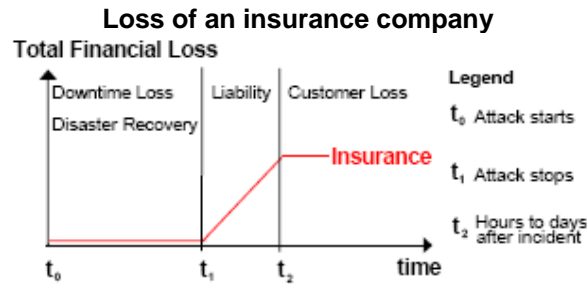 Loss of an insurance company
Total Financial Loss
Downtime Loss
Disaster Recovery
Liability
Customer Loss
Insurance
t₀
t₁
t₂
time
Legend
t₀ Attack starts
t₁ Attack stops
t₂ Hours to days
after incident